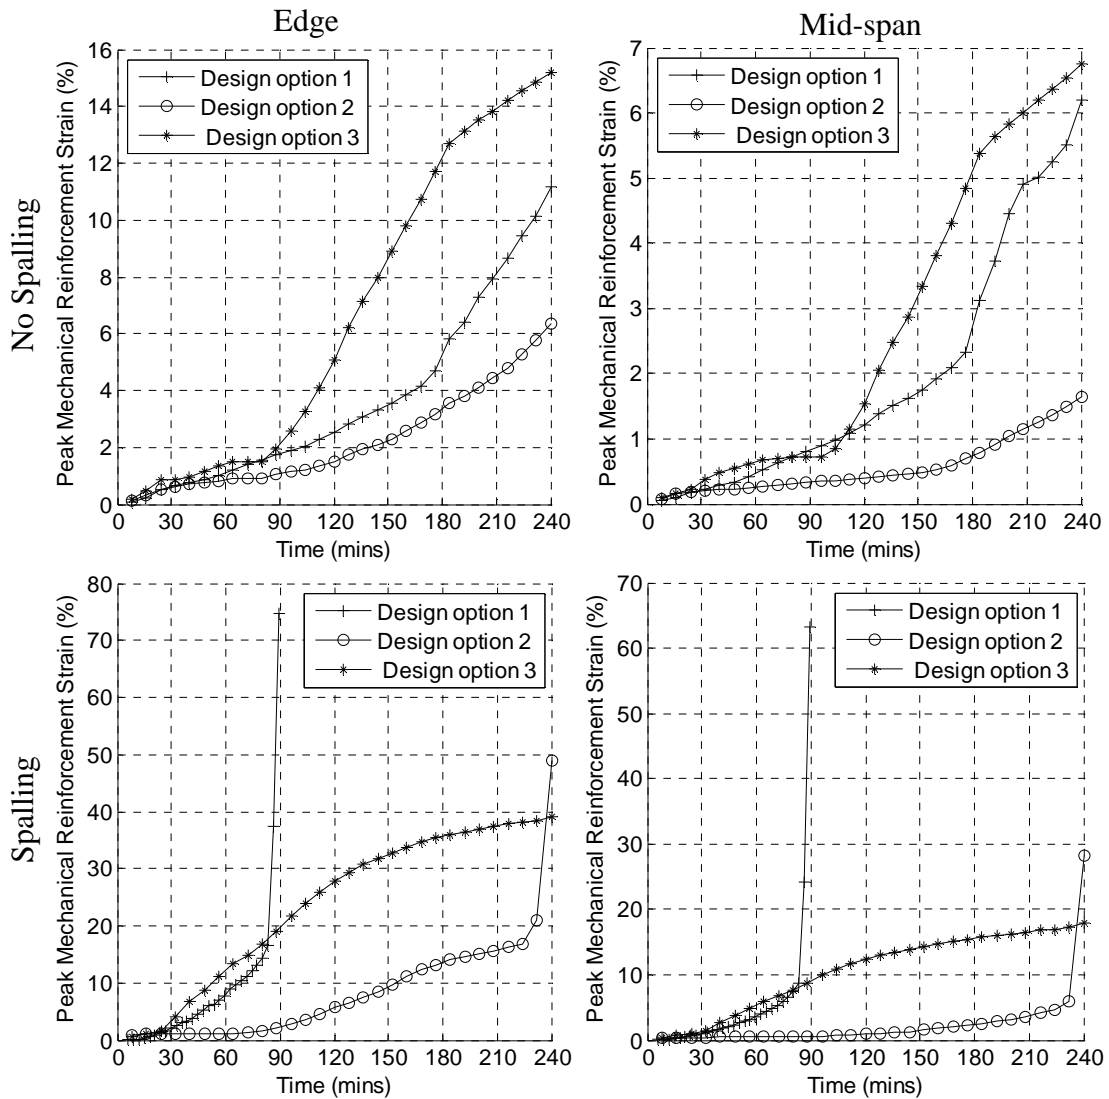 Edge
Mid-span
No Spalling
Spalling
Peak Mechanical Reinforcement Strain (%)
16
14
12
10
8
6
4
2
0
Design option 1
Design option 2
Design option 3
0 30 60 90 120 150 180 210 240
Time (mins)
Peak Mechanical Reinforcement Strain (%)
7
6
5
4
3
2
1
0
Design option 1
Design option 2
Design option 3
0 30 60 90 120 150 180 210 240
Time (mins)
Peak Mechanical Reinforcement Strain (%)
80
70
60
50
40
30
20
10
0
Design option 1
Design option 2
Design option 3
0 30 60 90 120 150 180 210 240
Time (mins)
Peak Mechanical Reinforcement Strain (%)
70
60
50
40
30
20
10
0
Design option 1
Design option 2
Design option 3
0 30 60 90 120 150 180 210 240
Time (mins)